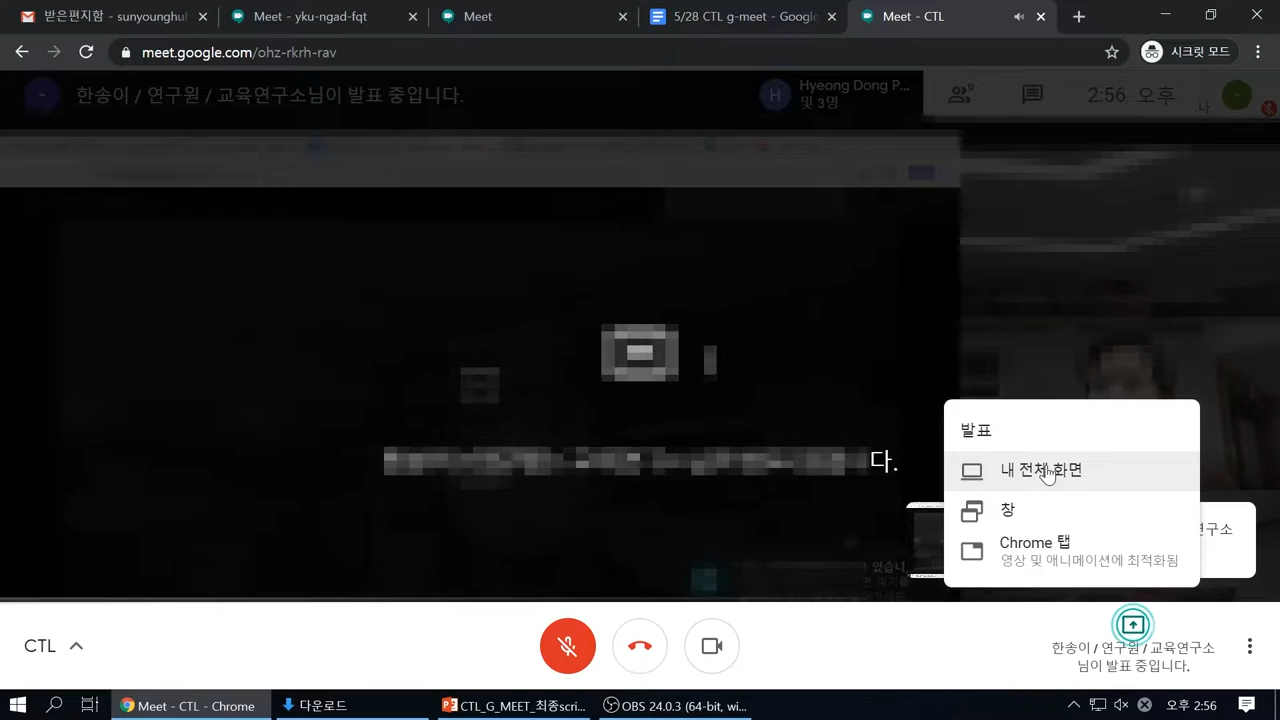 받은편지함 - sunyounghul
Meet - yku-ngad-fqt
Meet
5/28 CTL g-meet - Google
Meet - CTL
meet.google.com/ohz-rkrh-rav
시크릿 모드
한송이 / 연구원 / 교육연구소님이 발표 중입니다.
H
Hyeong Dong P...
및 3명
2:56 오후
나
다.
발표
내 전체 화면
창
Chrome 탭
영상 및 애니메이션에 최적화됨
연구소
CTL
한송이 / 연구원 / 교육연구소
님이 발표 중입니다.
Meet - CTL - Chrome
다운로드
CTL_G_MEET_최종scri...
OBS 24.0.3 (64-bit, wi...
오후 2:56